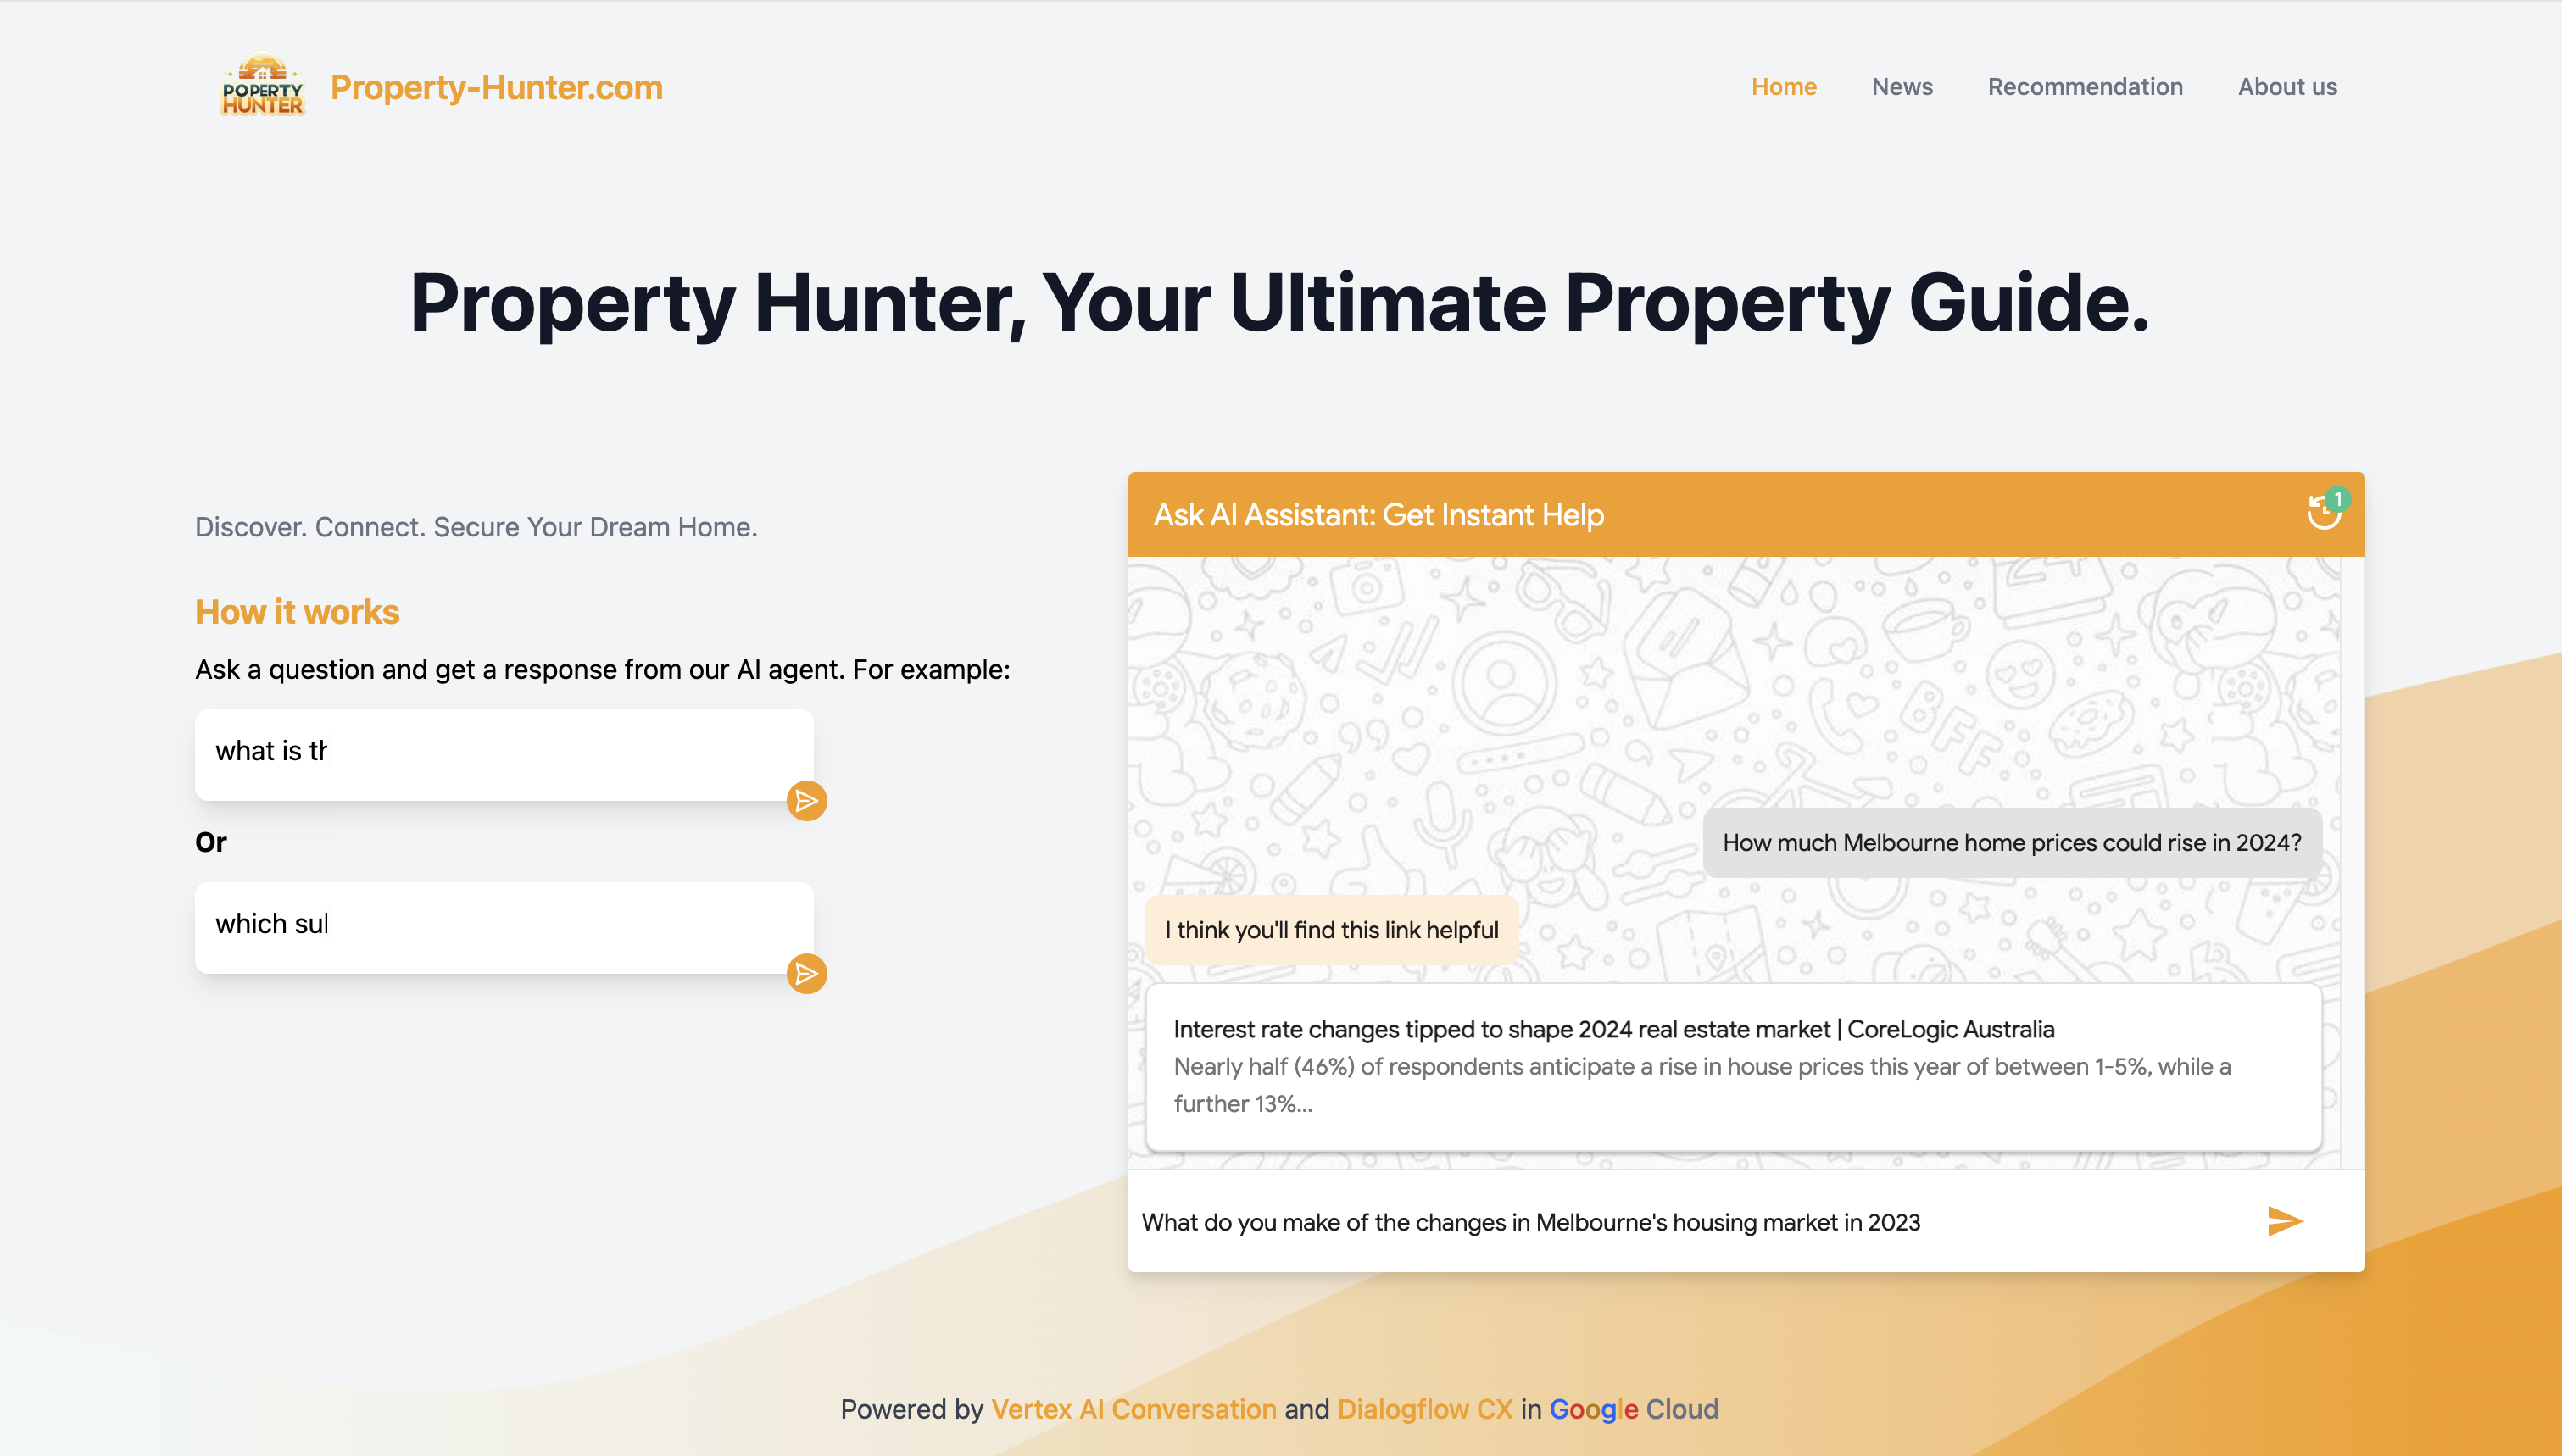 POPERTY
HUNTER
Property-Hunter.com
Home
News
Recommendation
About us
Property Hunter, Your Ultimate Property Guide.
Discover. Connect. Secure Your Dream Home.
How it works
Ask a question and get a response from our AI agent. For example:
what is th
Or
which sul
Ask AI Assistant: Get Instant Help
1
How much Melbourne home prices could rise in 2024?
I think you'll find this link helpful
Interest rate changes tipped to shape 2024 real estate market | CoreLogic Australia
Nearly half (46%) of respondents anticipate a rise in house prices this year of between 1-5%, while a
further 13%...
What do you make of the changes in Melbourne's housing market in 2023
BFF
Powered by Vertex AI Conversation and Dialogflow CX in Google Cloud